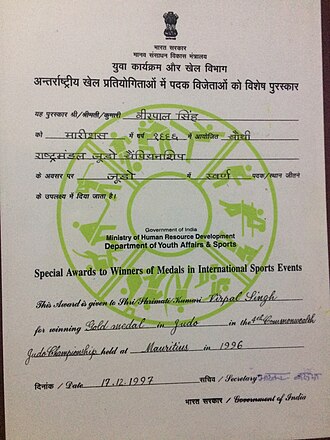 भारत सरकार
मानव संसाधन विकास मंत्रालय
युवा कार्यक्रम और खेल विभाग
अन्तर्राष्ट्रीय खेल प्रतियोगिताओं में पदक विजेताओं को विशेष पुरस्कार
यह पुरस्कार श्री/श्रीमती/कुमारी वीरपाल सिंह
को मारीशस में वर्ष १९९६ में आयोजित चौथी
राष्ट्रमंडल जूडो चैंपियनशिप
के अवसर पर जूडो में स्वर्ण पदक/स्थान जीतने
के उपलक्ष्य में दिया जाता है।
Government of India
Ministry of Human Resource Development
Department of Youth Affairs & Sports
Special Awards to Winners of Medals in International Sports Events
This Award is given to Shri/Shrimati/Kumari Virpal Singh
for winning Gold medal in Judo in the 4th Commonwealth
Judo Championship held at Mauritius in 1996
दिनांक / Date 17.12.1997 सचिव / Secretary
भारत सरकार / Government of India